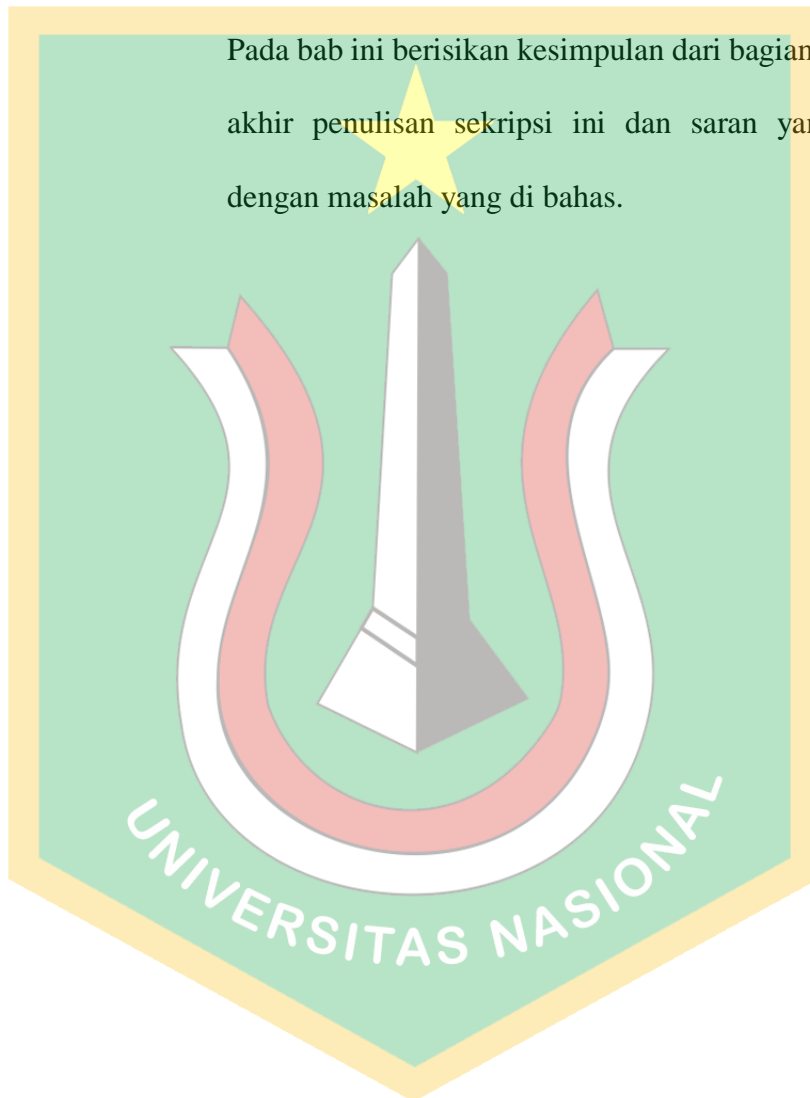 Pada bab ini berisikan kesimpulan dari bagian
akhir penulisan sekripsi ini dan saran
dengan masalah yang di bahas.
UNIVERSITAS NASIONAL